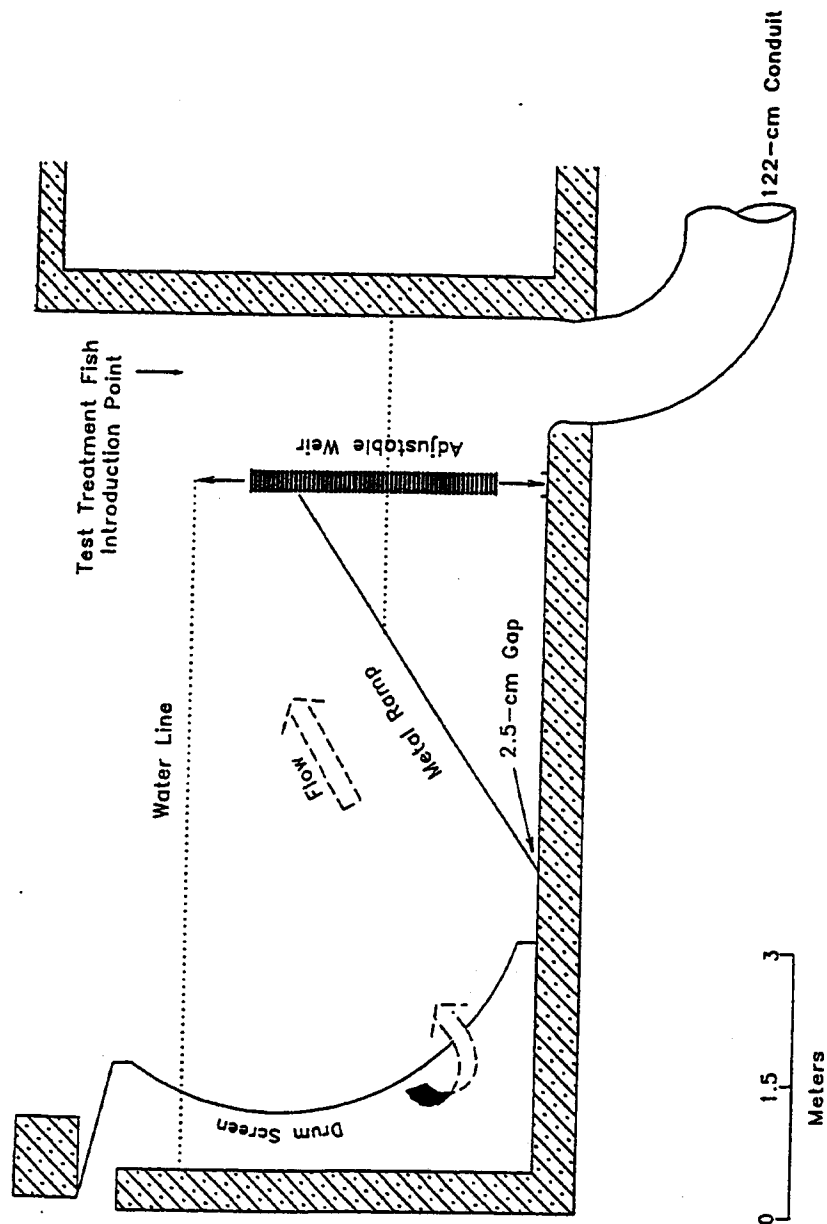 Test Treatment Fish
Introduction Point
122-cm Conduit
Water Line
Adjustable Weir
Flow
Metal Ramp
2.5-cm Gap
Drum Screen
0 1.5 3
Meters